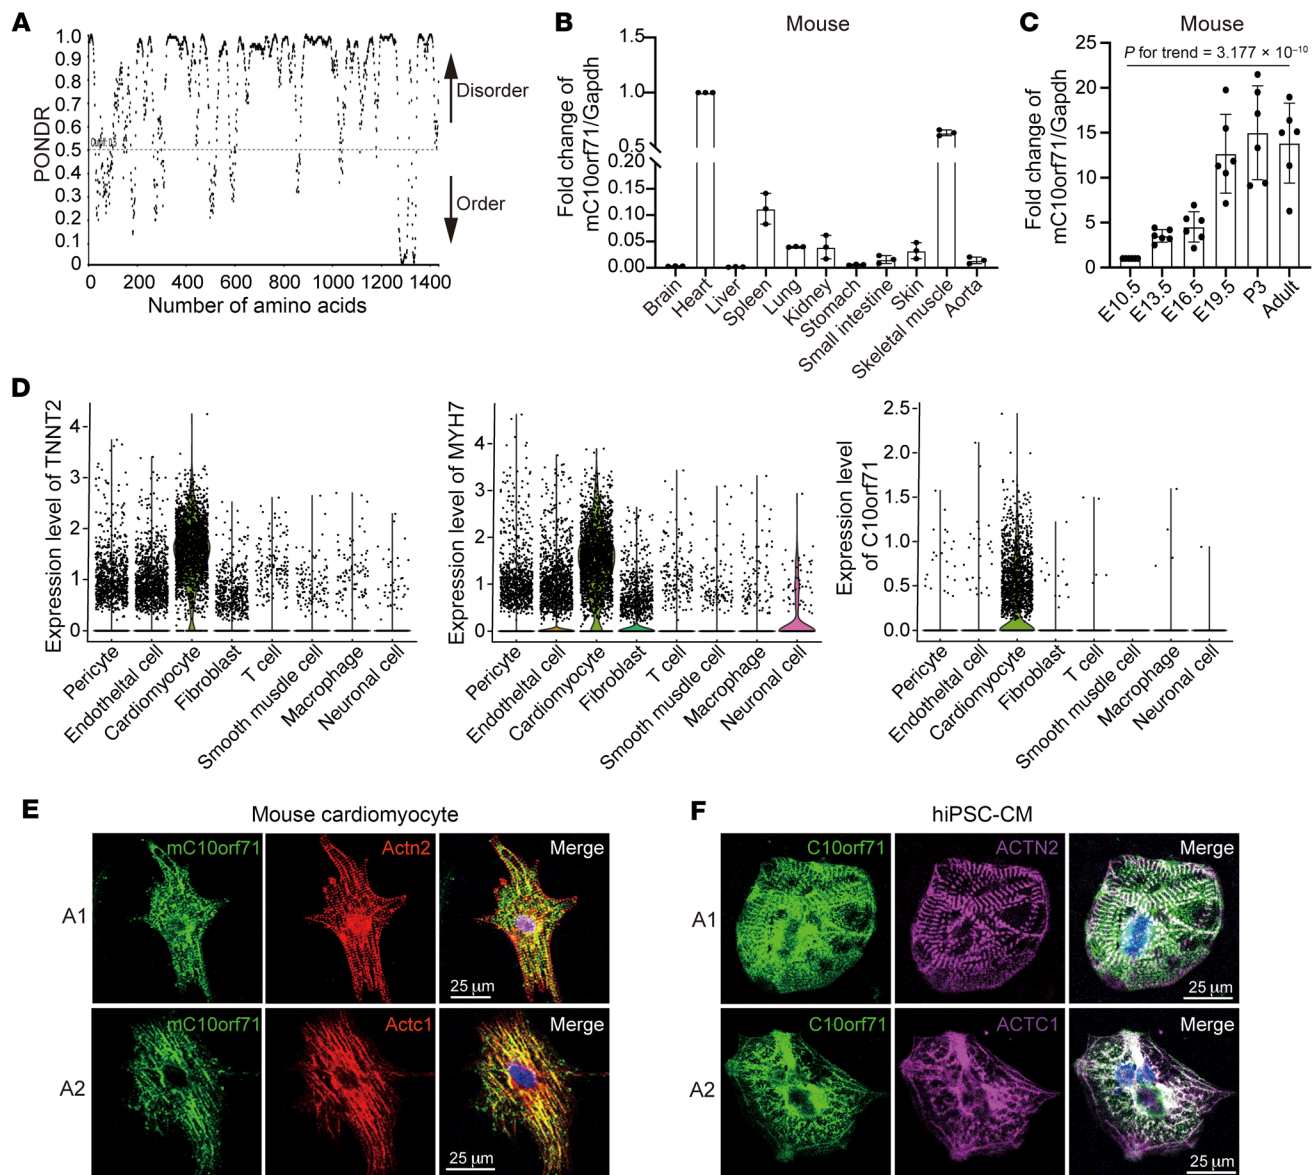 A
PONDR
1.0
0.9
0.8
0.7
0.6
0.5
0.4
0.3
0.2
0.1
0
Disorder
Order
0 200 400 600 800 1000 1200 1400
Number of amino acids
B
Mouse
Fold change of
mC10orf71/Gapdh
1.5
1.0
0.5
0.20
0.15
0.10
0.05
0.00
Brain
Heart
Liver
Spleen
Lung
Kidney
Stomach
Small intestine
Skin
Skeletal muscle
Aorta
C
Mouse
P for trend = 3.177 × 10⁻¹⁰
Fold change of
mC10orf71/Gapdh
25
20
15
10
5
0
E10.5
E13.5
E16.5
E19.5
P3
Adult
D
Expression level of TNNT2
4
3
2
1
0
Pericyte
Endotheltal cell
Cardiomyocyte
Fibroblast
T cell
Smooth mustdle cell
Macrophage
Neuronal cell
Expression level of MYH7
4
3
2
1
0
Pericyte
Endotheltal cell
Cardiomyocyte
Fibroblast
T cell
Smooth muscle cell
Macrophage
Neuronal cell
Expression level
of C10orf71
2.5
2.0
1.5
1.0
0.5
0.0
Pericyte
Endotheltal cell
Cardiomyocyte
Fibroblast
T cell
Smooth muscle cell
Macrophage
Neuronal cell
E
Mouse cardiomyocyte
A1
mC10orf71
Actn2
Merge
25 µm
A2
mC10orf71
Actc1
Merge
25 µm
F
hiPSC-CM
A1
C10orf71
ACTN2
Merge
25 µm
A2
C10orf71
ACTC1
Merge
25 µm